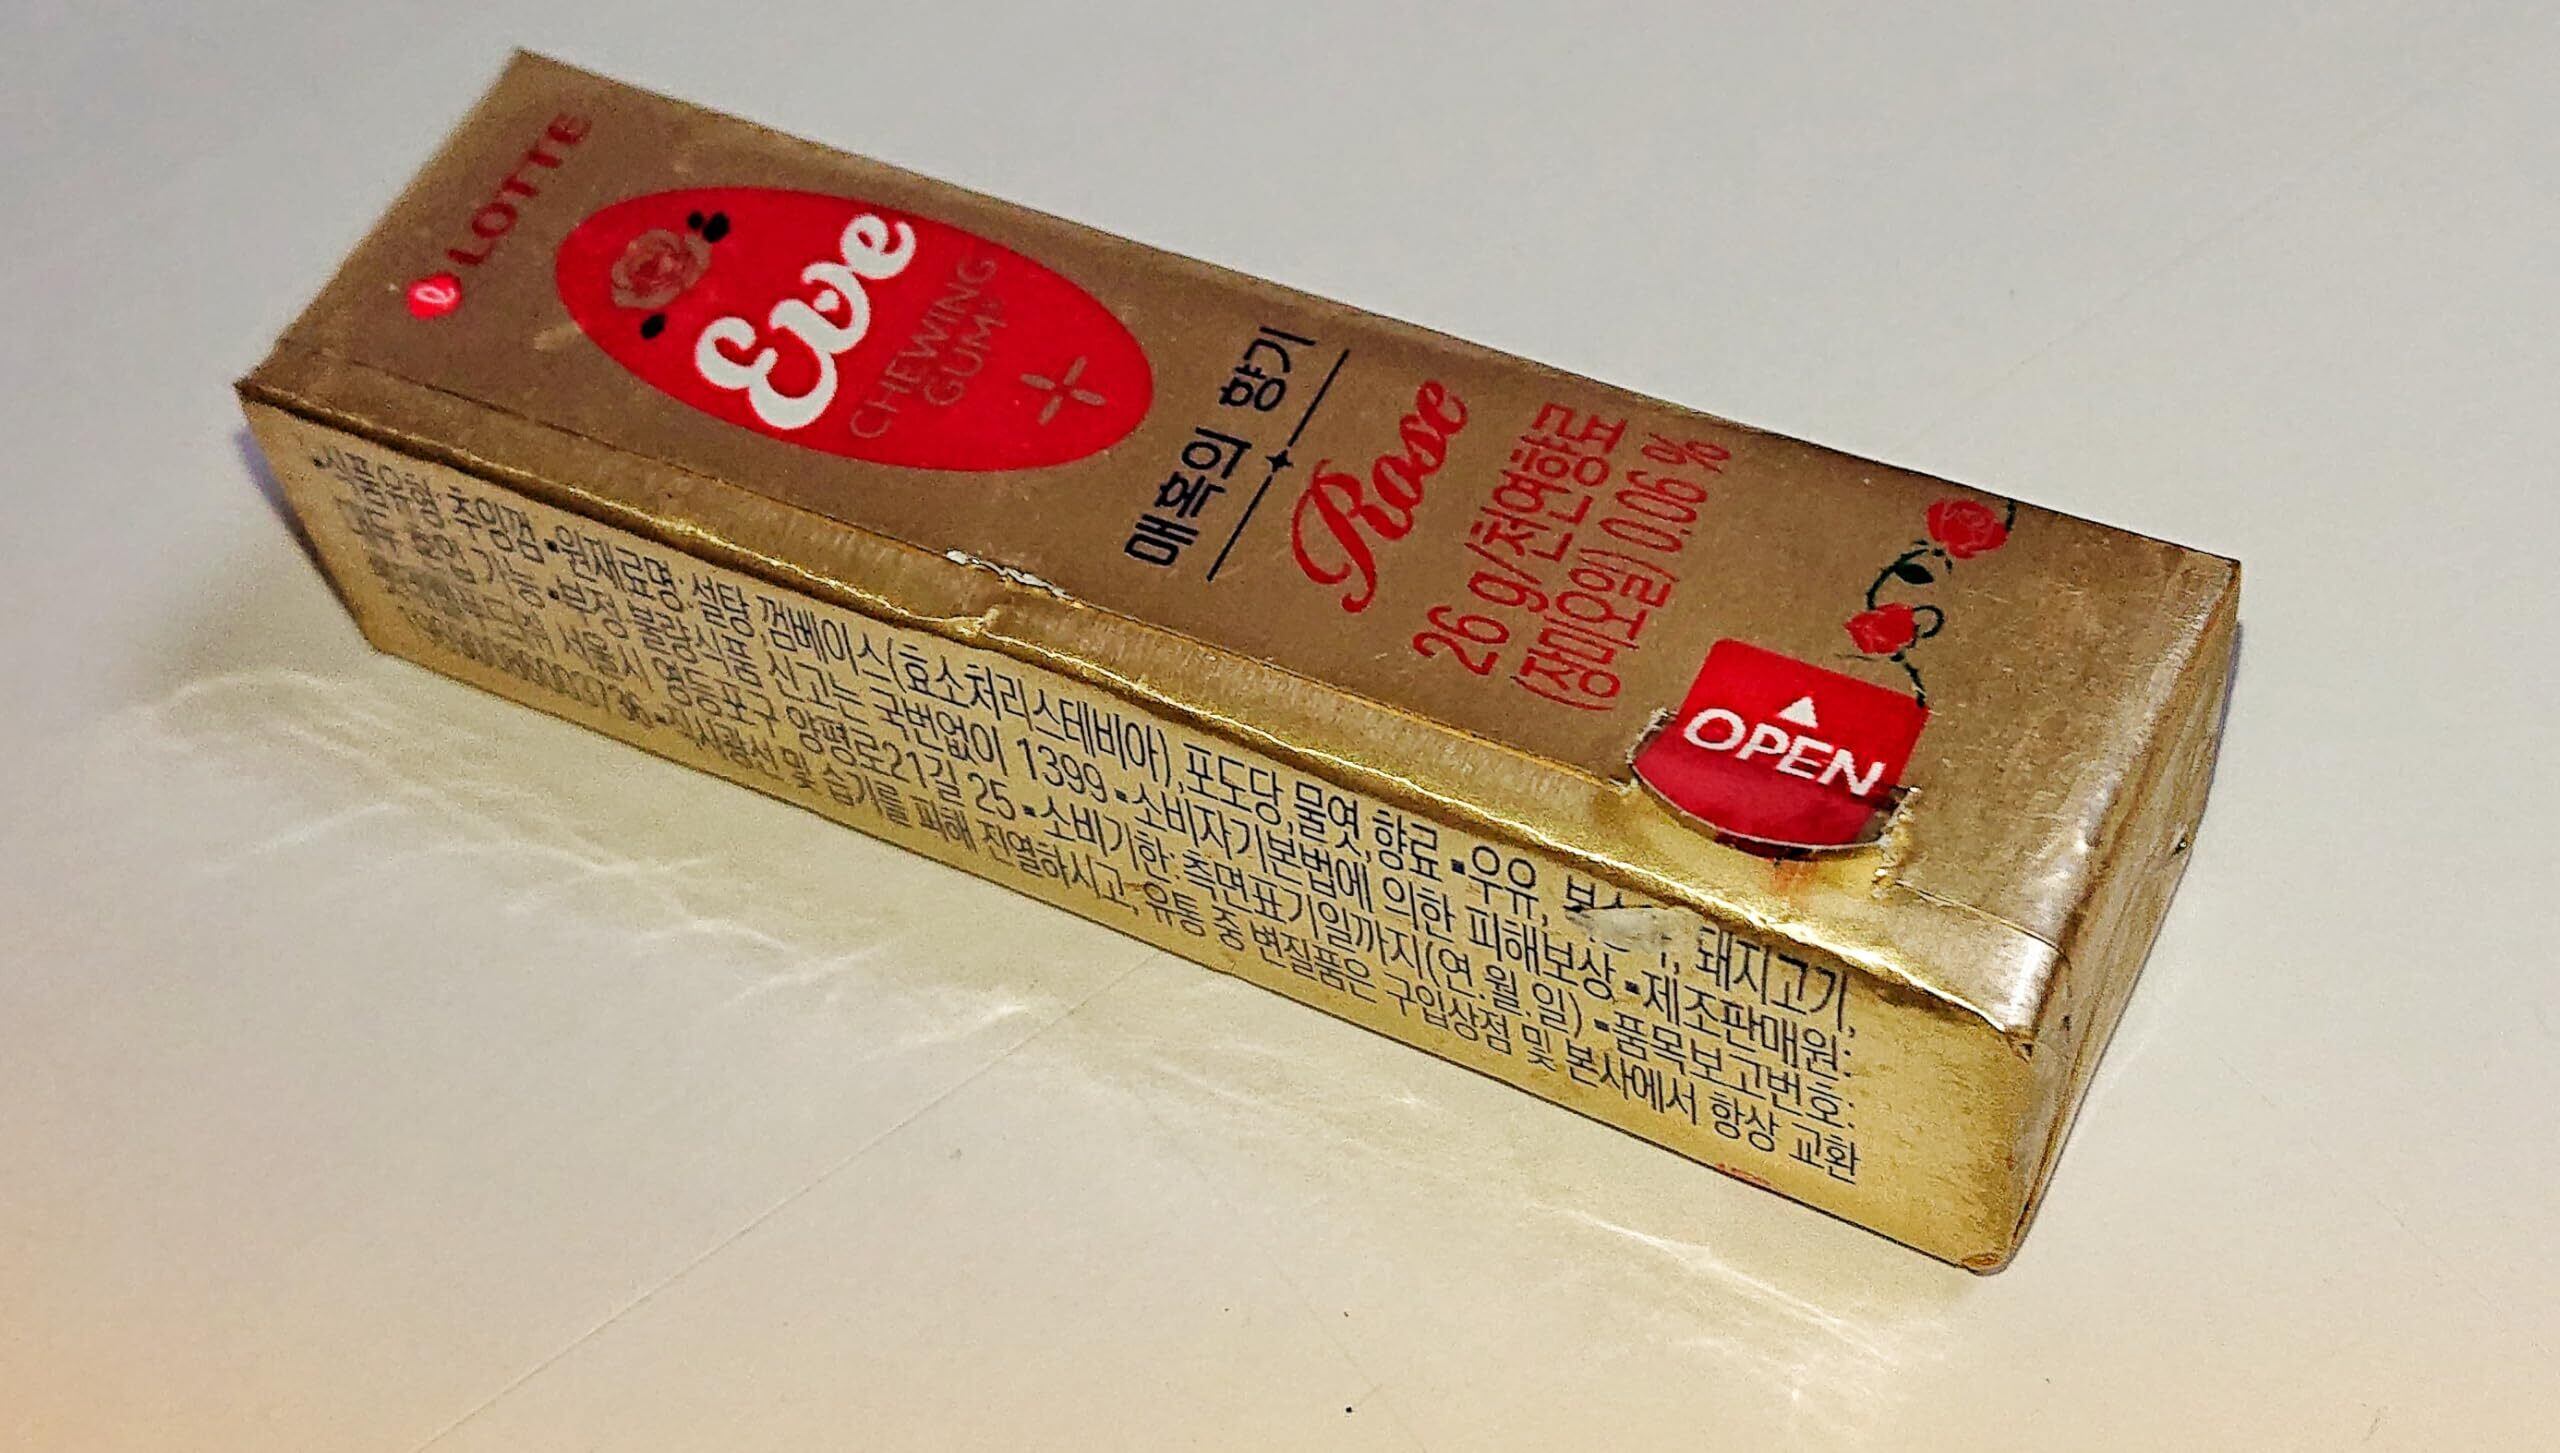 LOTTE
Eve
CHEWING
GUM
매혹의 향기
Rose
26 g/천연향료
(장미오일) 0.06 %
OPEN
•식품유형:추잉껌 •원재료명:설탕,껌베이스(효소처리스테비아),포도당,물엿,향료 •우유, 돼지고기,
혼입 가능 •부정·불량식품 신고는 국번없이 1399 •소비자기본법에 의한 피해보상 •제조판매원:
서울시 영등포구 양평로21길 25 •소비기한:측면표기일까지(연.월.일) •품목보고번호:
•직사광선 및 습기를 피해 진열하시고, 유통 중 변질품은 구입상점 및 본사에서 항상 교환